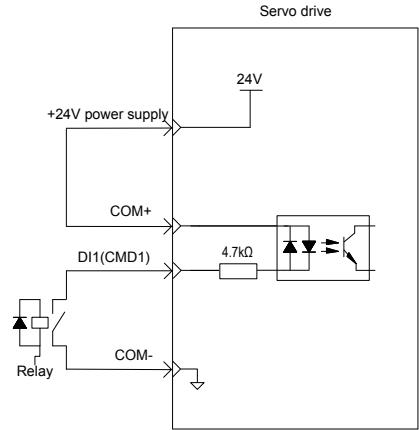 Servo drive
24V
+24V power supply
COM+
DI1(CMD1)
4.7kΩ
COM-
Relay